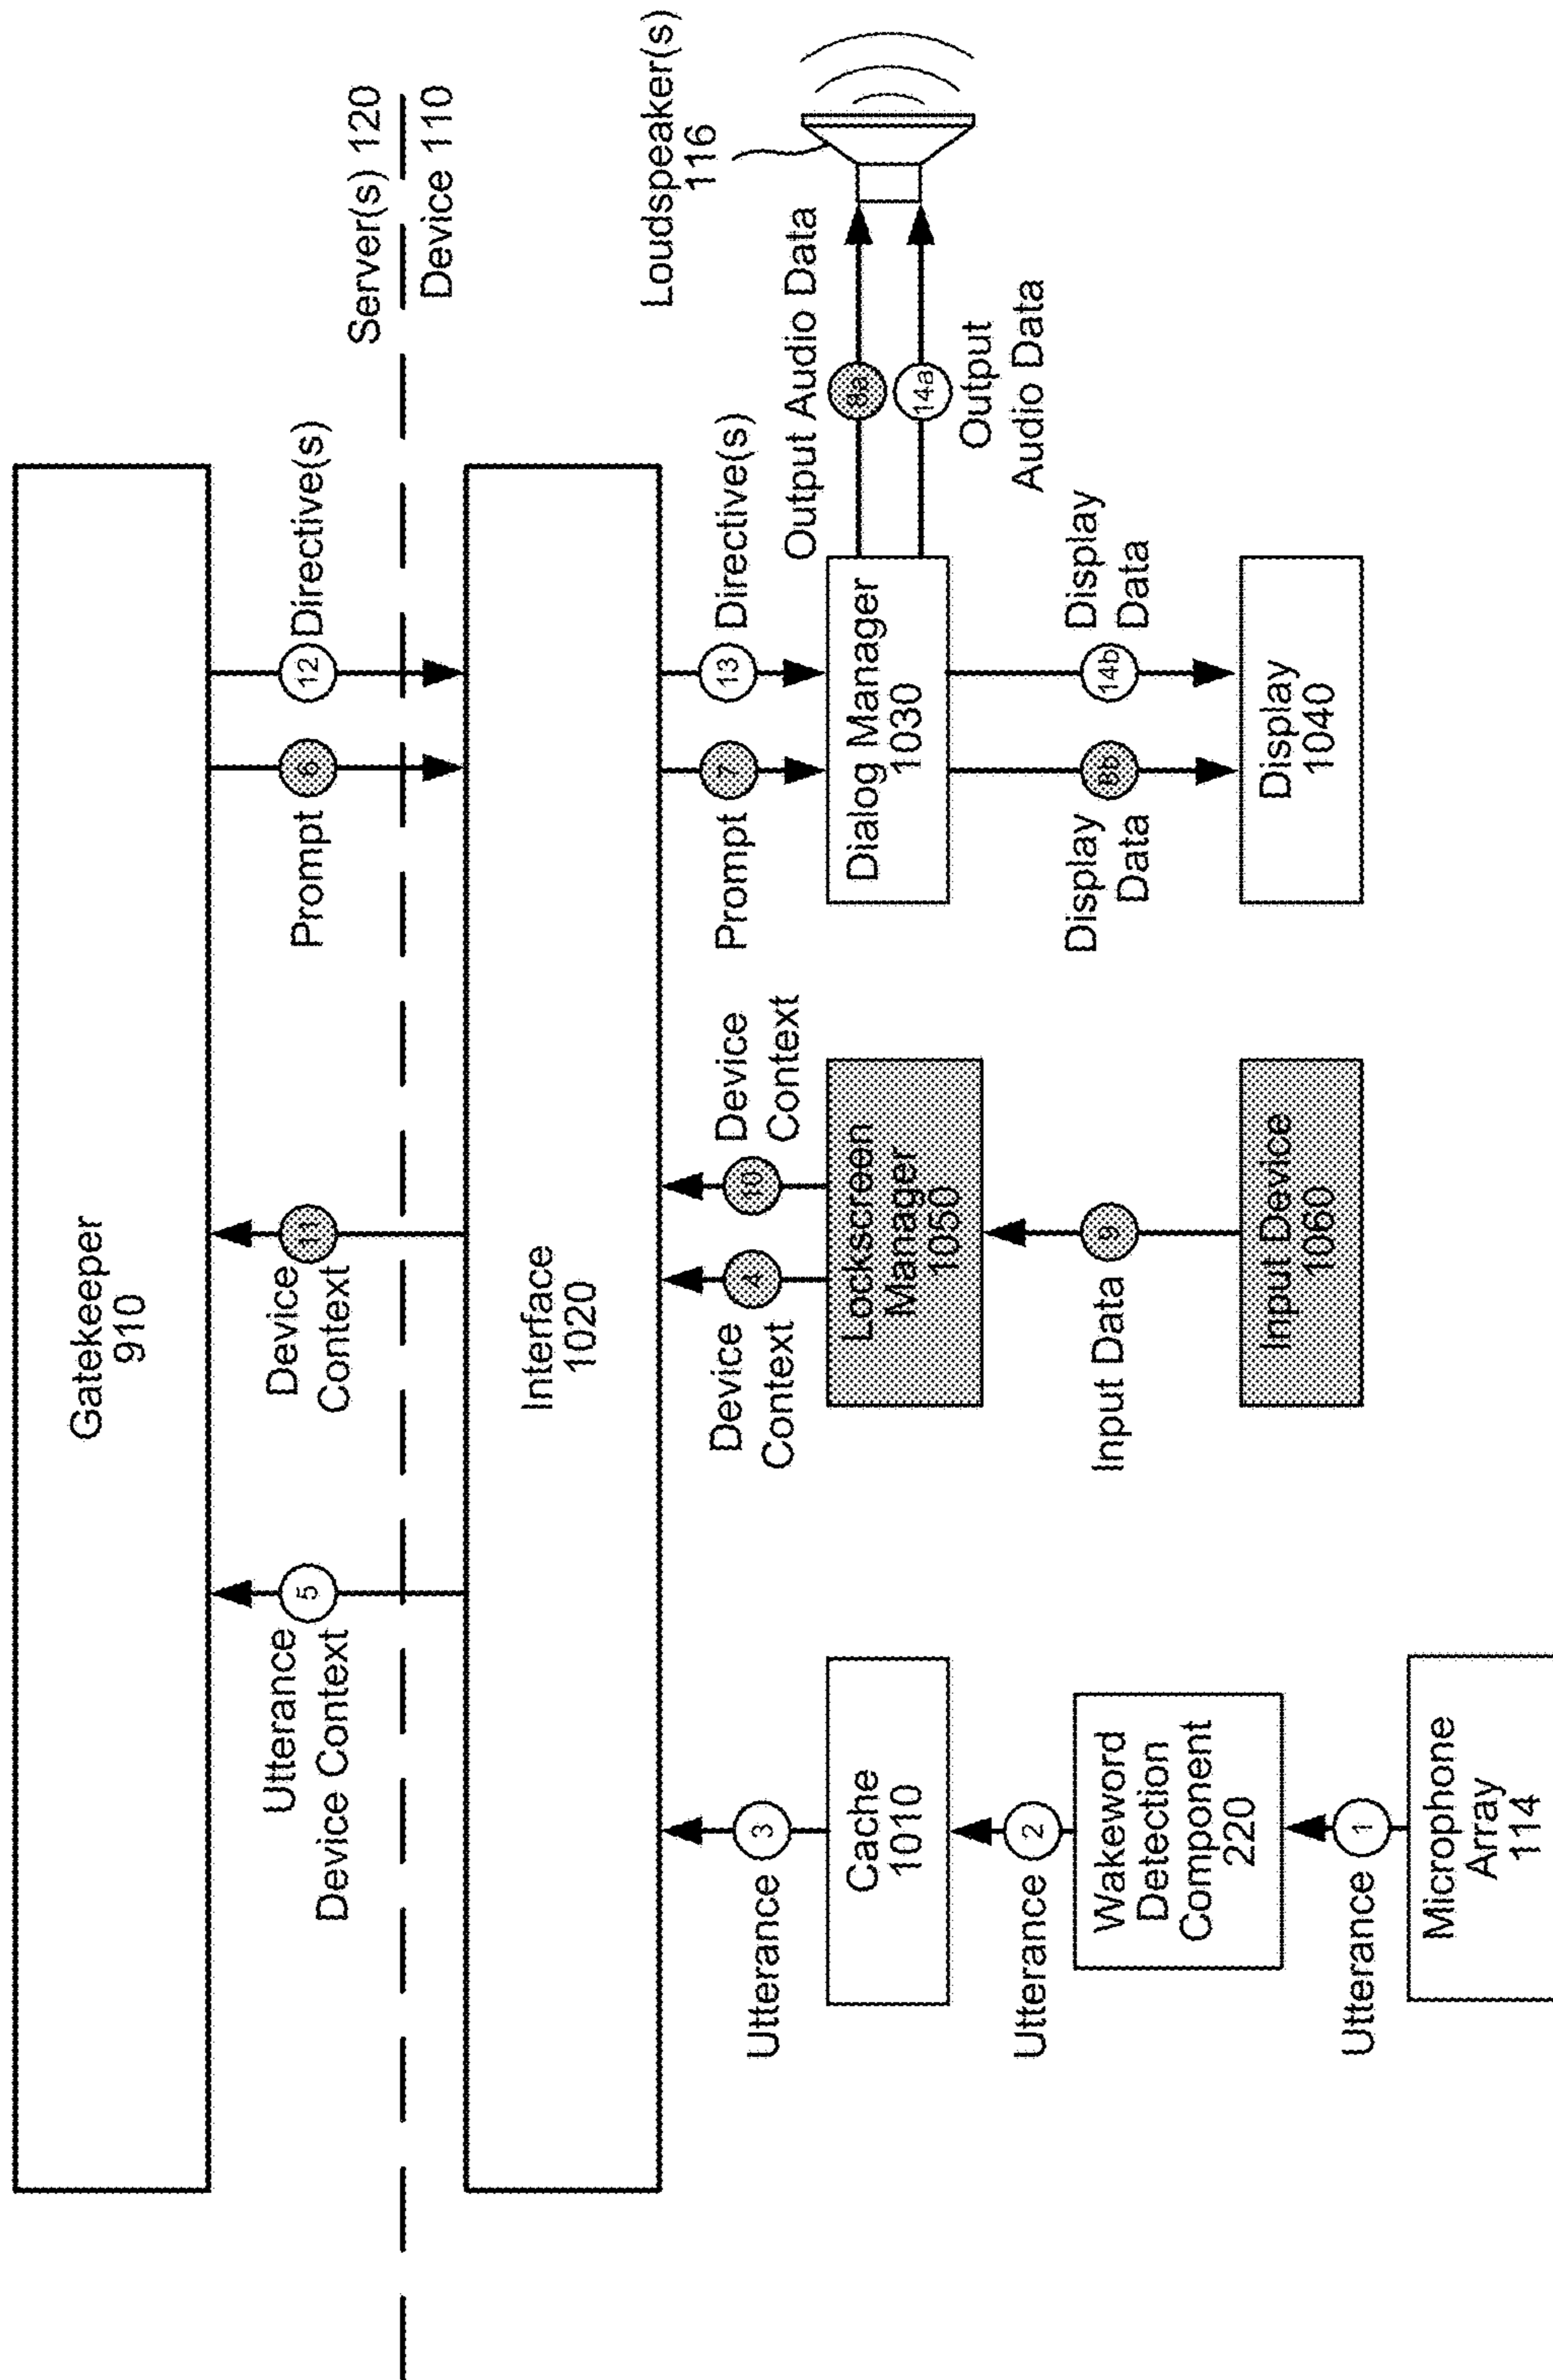 Gatekeeper
910
Utterance
5
Device Context
Device
11
Context
Prompt
6
12
Directive(s)
Server(s) 120
Device 110
Interface
1020
Utterance
3
Device
Context
4
10
Device
Context
Prompt
7
13
Directive(s)
Loudspeaker(s)
116
Cache
1010
Lockscreen
Manager
1050
Dialog Manager
1030
Output Audio Data
8a
14a
Output
Audio Data
Utterance
2
Input Data
9
Display
Data
8b
14b
Display
Data
Wakeword
Detection
Component
220
Input Device
1060
Display
1040
Utterance
1
Microphone
Array
114